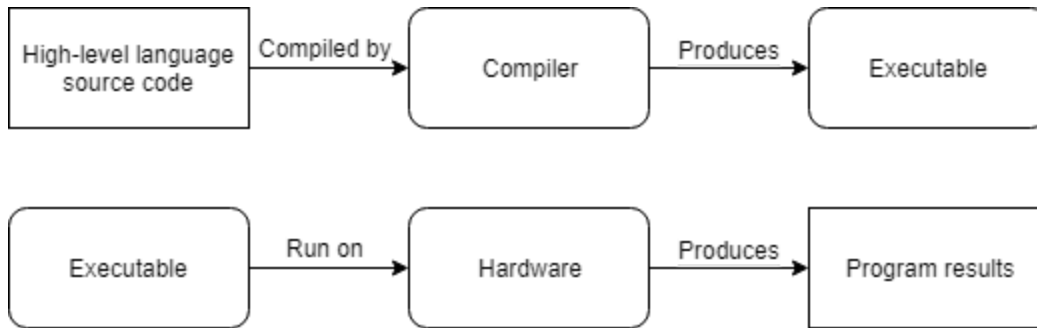 High-level language
source code
Compiled by
Compiler
Produces
Executable
Executable
Run on
Hardware
Produces
Program results